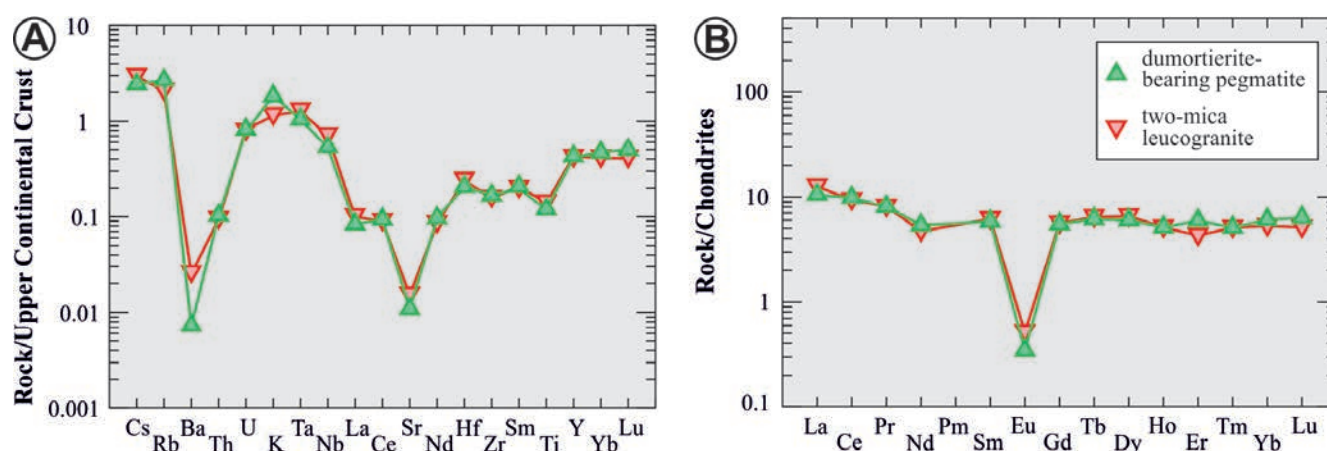 A
Rock/Upper Continental Crust
10
1
0.1
0.01
0.001
Cs Ba U Ta La Sr Hf Sm Y Lu
Rb Th K Nb Ce Nd Zr Ti Yb
B
Rock/Chondrites
100
10
1
0.1
La Pr Pm Eu Tb Ho Tm Lu
Ce Nd Sm Gd Dy Er Yb
dumortierite-
bearing pegmatite
two-mica
leucogranite